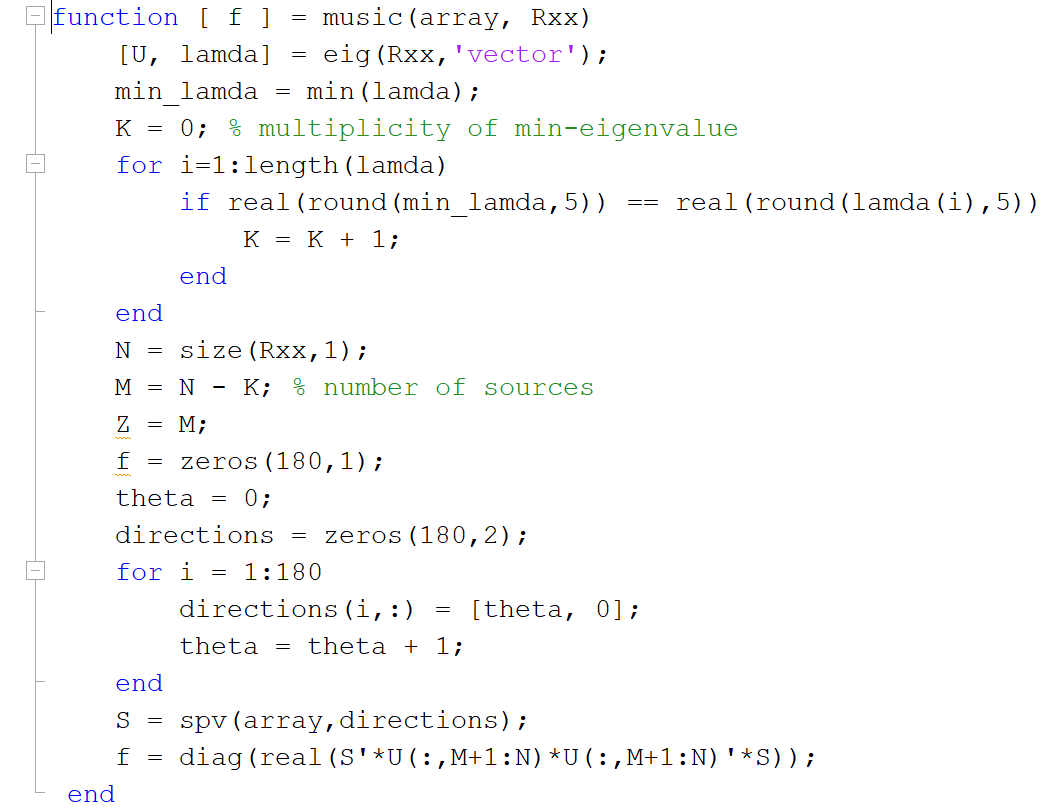 function [ f ] = music(array, Rxx)
    [U, lamda] = eig(Rxx,'vector');
    min_lamda = min(lamda);
    K = 0; % multiplicity of min-eigenvalue
    for i=1:length(lamda)
        if real(round(min_lamda,5)) == real(round(lamda(i),5))
            K = K + 1;
        end
    end
    N = size(Rxx,1);
    M = N - K; % number of sources
    Z = M;
    f = zeros(180,1);
    theta = 0;
    directions = zeros(180,2);
    for i = 1:180
        directions(i,:) = [theta, 0];
        theta = theta + 1;
    end
    S = spv(array,directions);
    f = diag(real(S'*U(:,M+1:N)*U(:,M+1:N)'*S));
 end